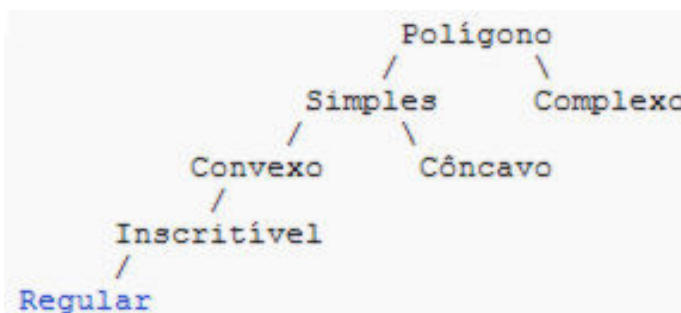 Polígono
Simples Complexo
Convexo Côncavo
Inscritível
Regular